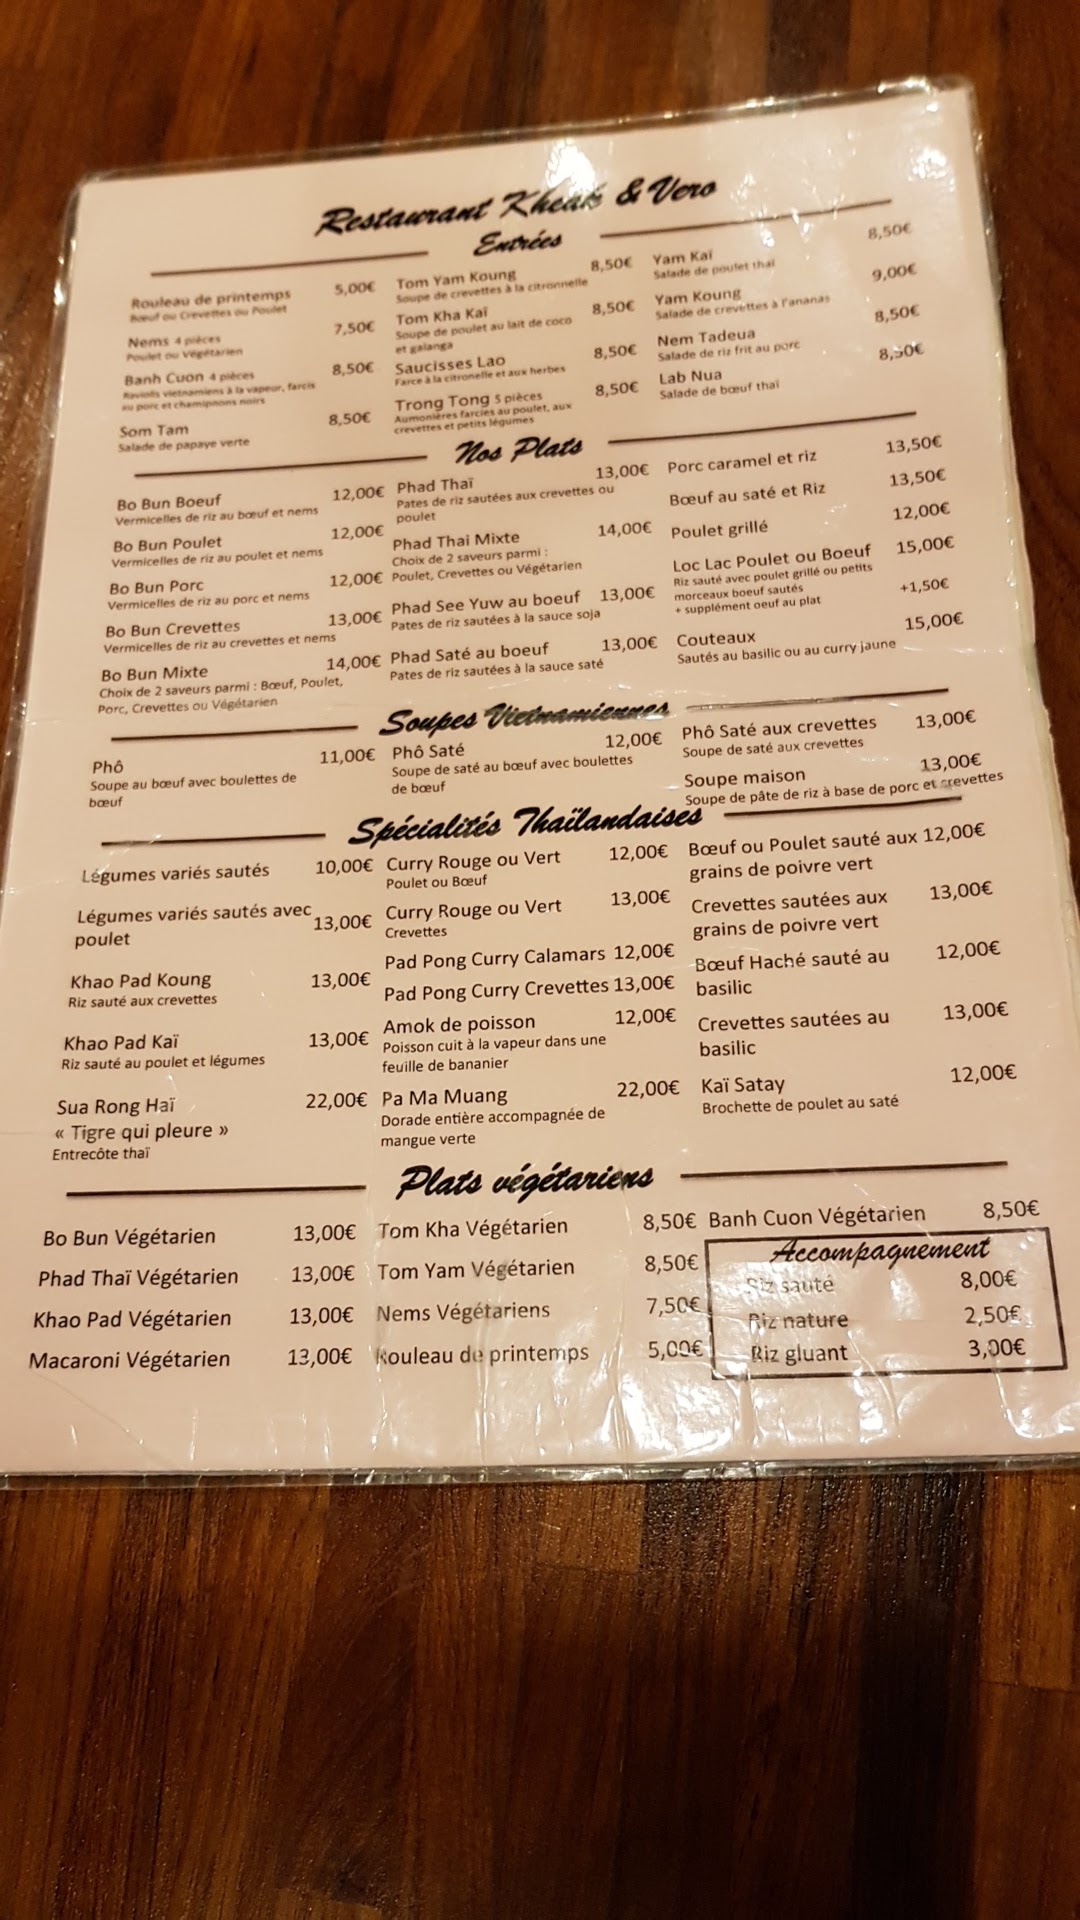 Restaurant Kheak & Vero
Entrées
Rouleau de printemps 5,00€
Bœuf ou Crevettes ou Poulet
Nems 4 pièces 7,50€
Poulet ou Végétarien
Banh Cuon 4 pièces 8,50€
Raviolis vietnamiens à la vapeur, farcis
au porc et champignons noirs
Som Tam 8,50€
Salade de papaye verte
Tom Yam Koung 8,50€
Soupe de crevettes à la citronnelle
Tom Kha Kaï 8,50€
Soupe de poulet au lait de coco
et galanga
Saucisses Lao 8,50€
Farce à la citronelle et aux herbes
Trong Tong 5 pièces 8,50€
Aumonières farcies au poulet, aux
crevettes et petits légumes
Yam Kaï 8,50€
Salade de poulet thaï
Yam Koung 9,00€
Salade de crevettes à l'ananas
Nem Tadeua 8,50€
Salade de riz frit au porc
Lab Nua 8,50€
Salade de bœuf thaï
Nos Plats
Bo Bun Boeuf 12,00€
Vermicelles de riz au bœuf et nems
Bo Bun Poulet 12,00€
Vermicelles de riz au poulet et nems
Bo Bun Porc 12,00€
Vermicelles de riz au porc et nems
Bo Bun Crevettes 13,00€
Vermicelles de riz au crevettes et nems
Bo Bun Mixte 14,00€
Choix de 2 saveurs parmi : Bœuf, Poulet,
Porc, Crevettes ou Végétarien
Phad Thaï 13,00€
Pates de riz sautées aux crevettes ou
poulet
Phad Thai Mixte 14,00€
Choix de 2 saveurs parmi :
Poulet, Crevettes ou Végétarien
Phad See Yuw au boeuf 13,00€
Pates de riz sautées à la sauce soja
Phad Saté au boeuf 13,00€
Pates de riz sautées à la sauce saté
Porc caramel et riz 13,50€
Bœuf au saté et Riz 13,50€
Poulet grillé 12,00€
Loc Lac Poulet ou Boeuf 15,00€
Riz sauté avec poulet grillé ou petits
morceaux boeuf sautés
+ supplément oeuf au plat +1,50€
Couteaux 15,00€
Sautés au basilic ou au curry jaune
Soupes Vietnamiennes
Phô 11,00€
Soupe au bœuf avec boulettes de
bœuf
Phô Saté 12,00€
Soupe de saté au bœuf avec boulettes
de bœuf
Phô Saté aux crevettes 13,00€
Soupe de saté aux crevettes
Soupe maison 13,00€
Soupe de pâte de riz à base de porc et crevettes
Spécialités Thaïlandaises
Légumes variés sautés 10,00€
Légumes variés sautés avec 13,00€
poulet
Khao Pad Koung 13,00€
Riz sauté aux crevettes
Khao Pad Kaï 13,00€
Riz sauté au poulet et légumes
Sua Rong Haï 22,00€
« Tigre qui pleure »
Entrecôte thaï
Curry Rouge ou Vert 12,00€
Poulet ou Bœuf
Curry Rouge ou Vert 13,00€
Crevettes
Pad Pong Curry Calamars 12,00€
Pad Pong Curry Crevettes 13,00€
Amok de poisson 12,00€
Poisson cuit à la vapeur dans une
feuille de bananier
Pa Ma Muang 22,00€
Dorade entière accompagnée de
mangue verte
Bœuf ou Poulet sauté aux 12,00€
grains de poivre vert
Crevettes sautées aux 13,00€
grains de poivre vert
Bœuf Haché sauté au 12,00€
basilic
Crevettes sautées au 13,00€
basilic
Kaï Satay 12,00€
Brochette de poulet au saté
Plats végétariens
Bo Bun Végétarien 13,00€
Phad Thaï Végétarien 13,00€
Khao Pad Végétarien 13,00€
Macaroni Végétarien 13,00€
Tom Kha Végétarien 8,50€
Tom Yam Végétarien 8,50€
Nems Végétariens 7,50€
Rouleau de printemps 5,00€
Banh Cuon Végétarien 8,50€
Accompagnement
Riz sauté 8,00€
Riz nature 2,50€
Riz gluant 3,00€